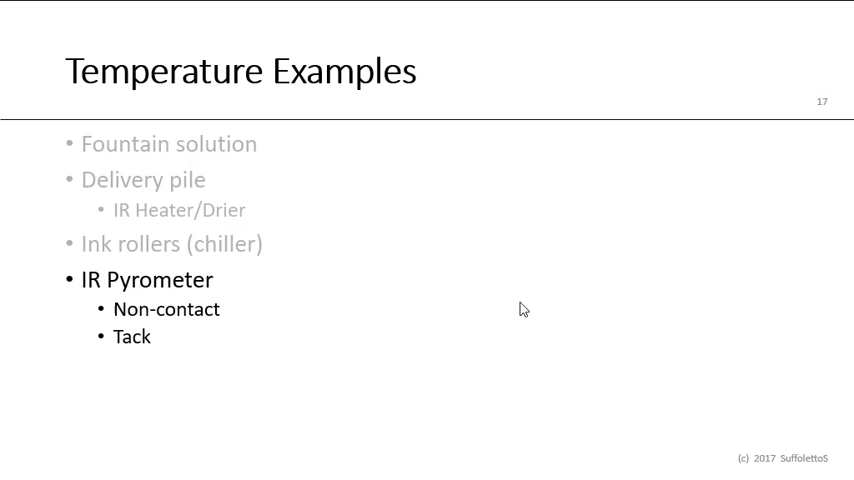 Temperature Examples
17
• Fountain solution
• Delivery pile
• IR Heater/Drier
• Ink rollers (chiller)
• IR Pyrometer
• Non-contact
• Tack
(c) 2017 SuffolettoS